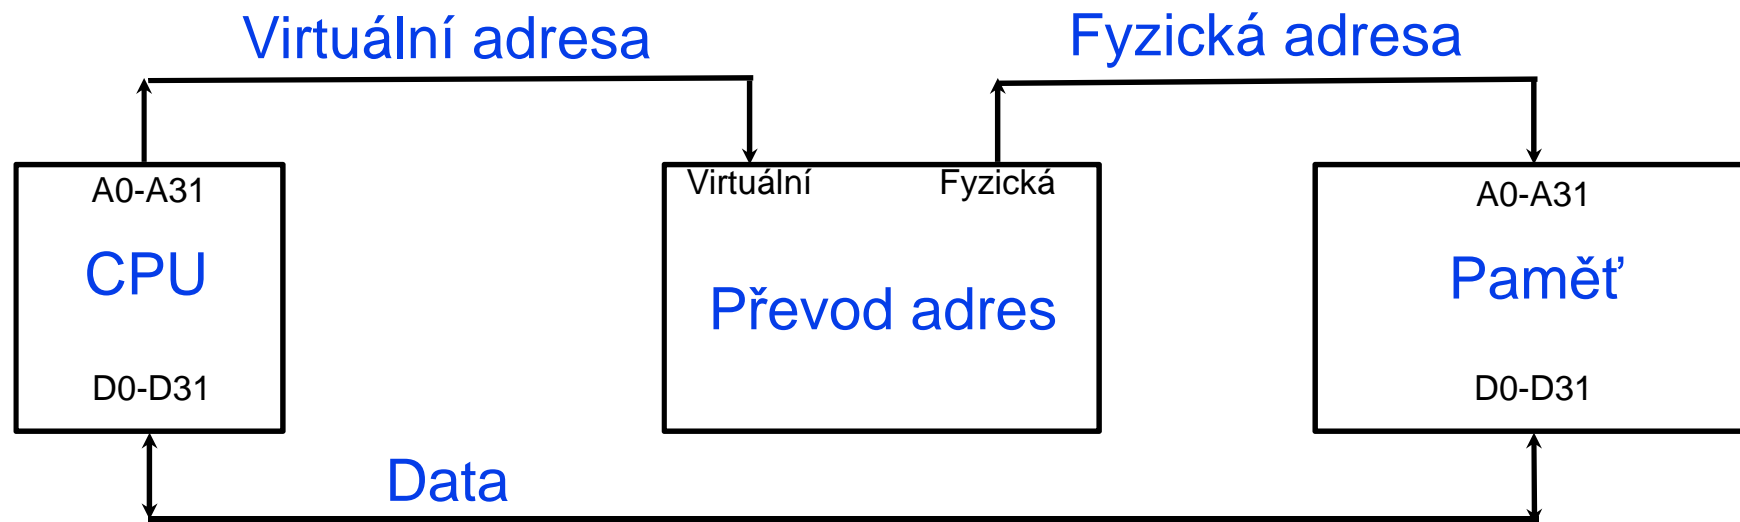 Virtuální adresa
Fyzická adresa
A0-A31
CPU
D0-D31
Virtuální
Fyzická
Převod adres
A0-A31
Paměť
D0-D31
Data